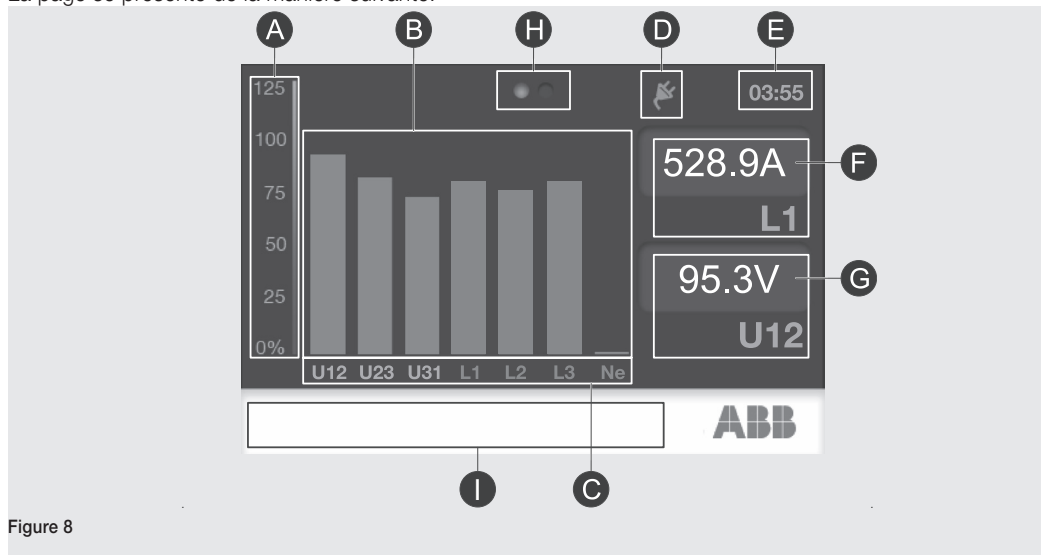 La page se présente de la manière suivante:
A B H D E
125
03:55
100
528.9A F
75
L1
50
95.3V G
25
U12
0%
U12 U23 U31 L1 L2 L3 Ne
ABB
I C
Figure 8